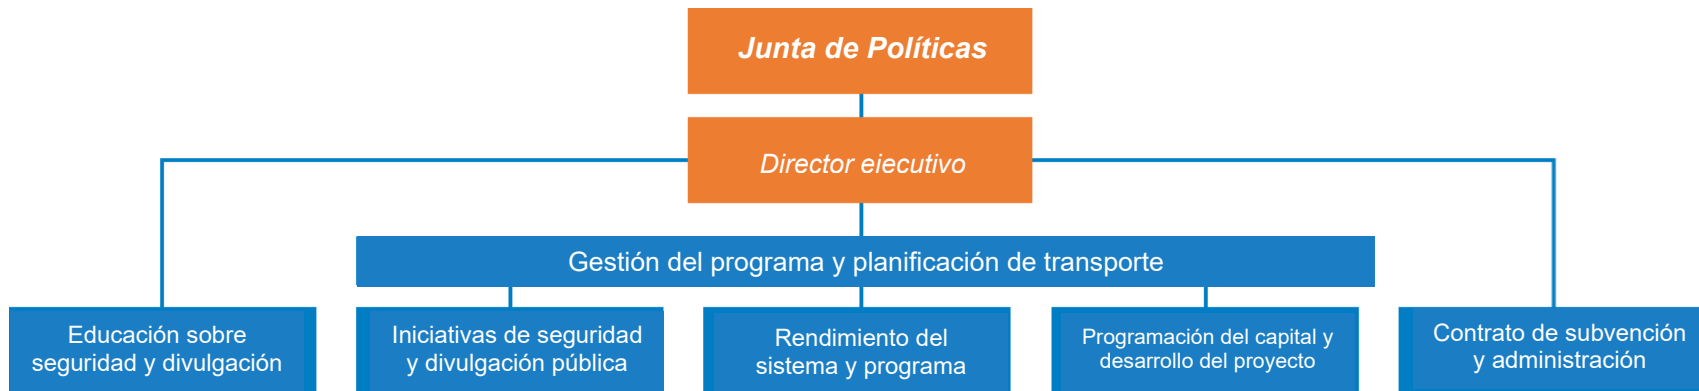 Junta de Políticas
Director eiecutivo
Gestión del programa y planificación de transporte
Educación sobre
seguridad y divulgación
Iniciativas de seguridad
y divulgación pública
Rendimiento del
sistema y programa
Programación del capital y
desarrollo del proyecto
Contrato de subvención
y administración